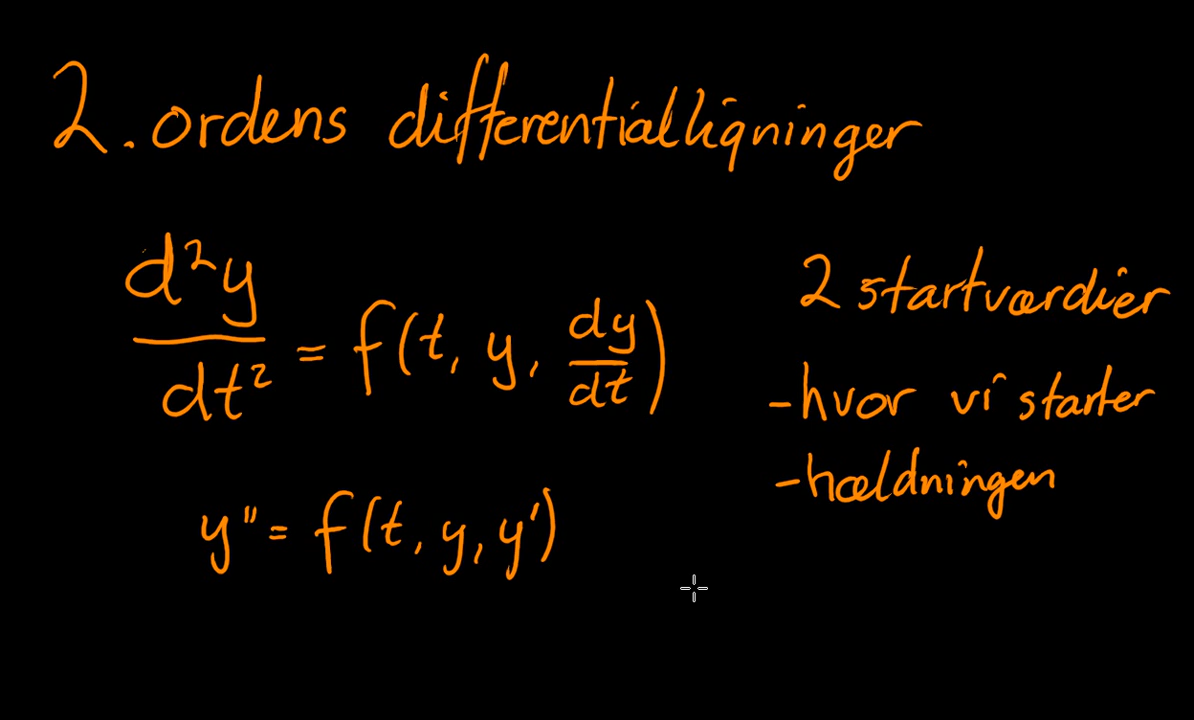 2. ordens differentialligninger
d²y/dt² = f(t, y, dy/dt)
2 startværdier
-hvor vi starter
-hældningen
y'' = f(t, y, y')